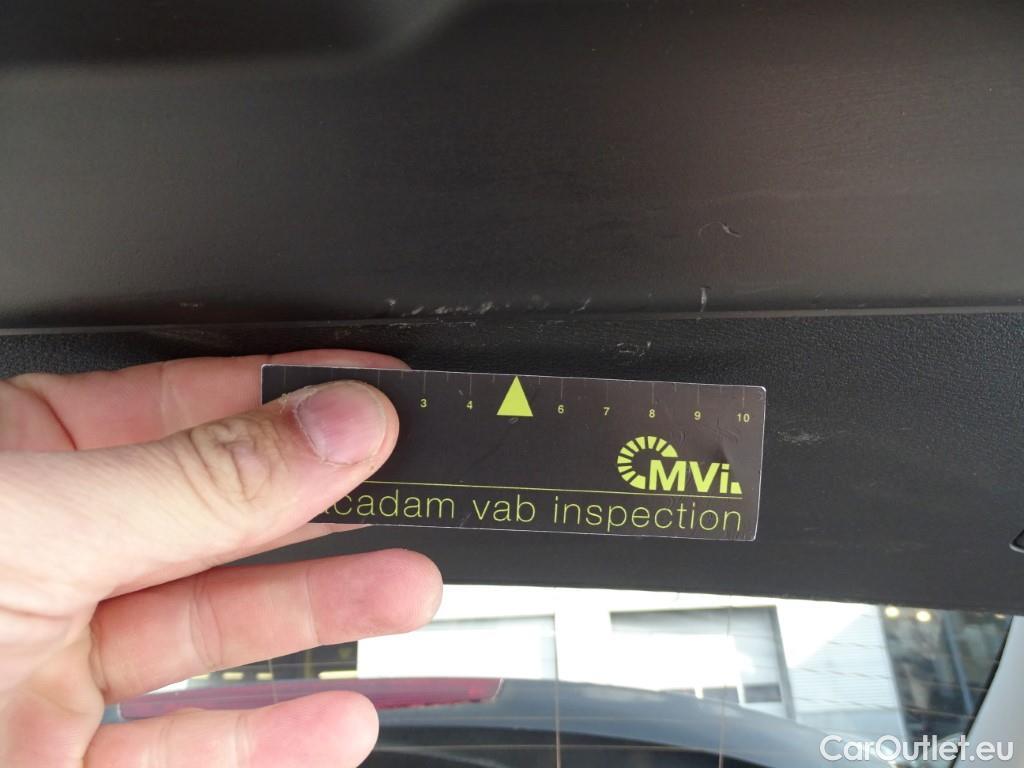 3 4 6 7 8 9 10
MVi.
acadam vab inspection
CarOutlet.eu